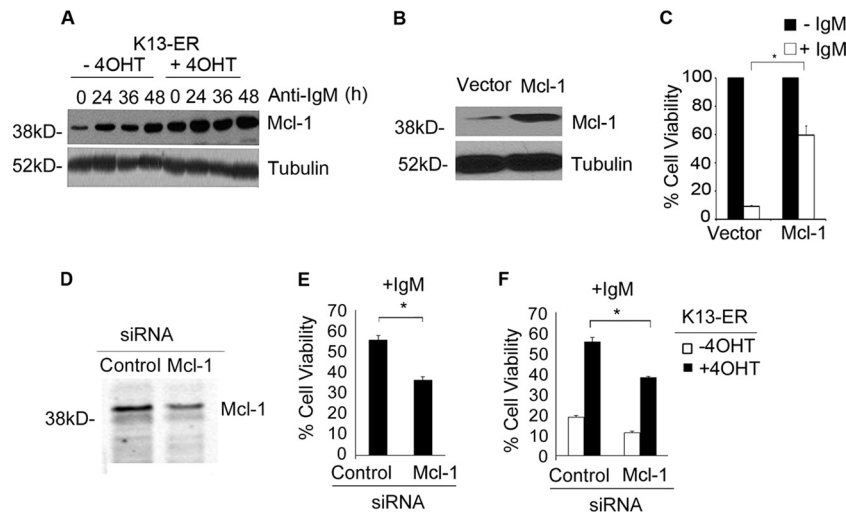 A
K13-ER
- 4OHT + 4OHT
0 24 36 48 0 24 36 48 Anti-IgM (h)
38kD- Mcl-1
52kD- Tubulin
B
Vector Mcl-1
38kD- Mcl-1
52kD- Tubulin
C
- IgM
+ IgM
*
% Cell Viability
100
80
60
40
20
0
Vector Mcl-1
D
siRNA
Control Mcl-1
38kD- Mcl-1
E
+IgM
*
% Cell Viability
70
60
50
40
30
20
10
0
Control Mcl-1
siRNA
F
+IgM
*
% Cell Viability
70
60
50
40
30
20
10
0
Control Mcl-1
siRNA
K13-ER
-4OHT
+4OHT